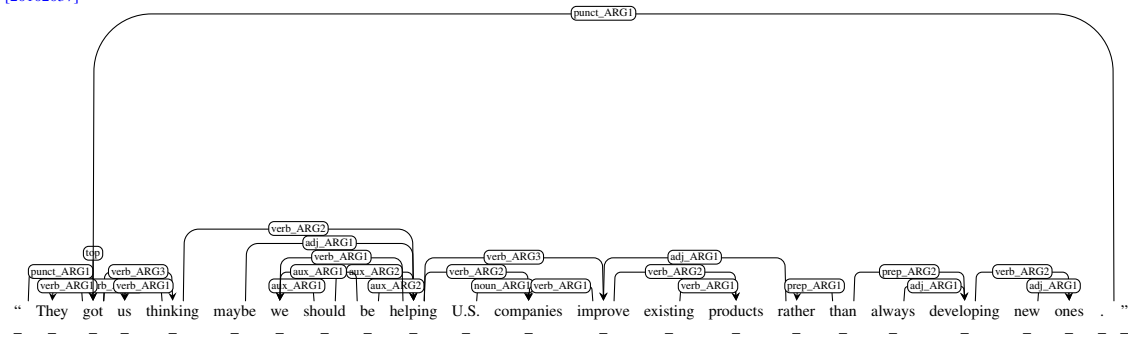 punct_ARG1
verb_ARG2
adj_ARG1
top verb_ARG1 verb_ARG3 adj_ARG1
punct_ARG1 verb_ARG3 aux_ARG1 aux_ARG2 verb_ARG2 verb_ARG2 prep_ARG2 verb_ARG2
verb_ARG1 verb_ARG1 aux_ARG1 aux_ARG2 noun_ARG1 verb_ARG1 verb_ARG1 prep_ARG1 adj_ARG1 adj_ARG1
“ They got us thinking maybe we should be helping U.S. companies improve existing products rather than always developing new ones . ”
_ _ _ _ _ _ _ _ _ _ _ _ _ _ _ _ _ _ _ _ _ _ _ _